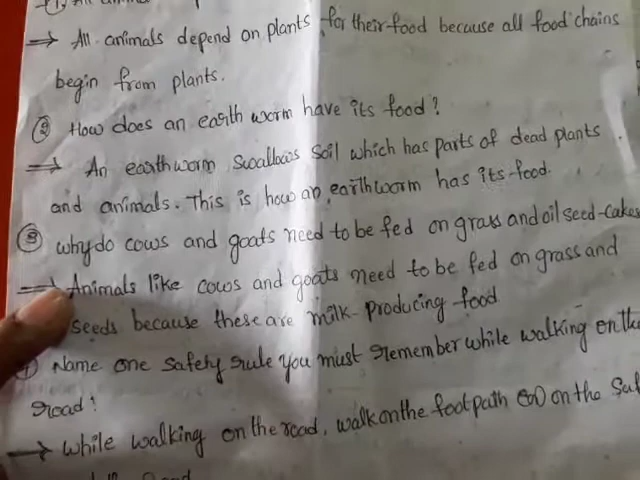 → All animals depend on plants for their food because all food chains
begin from plants.
② How does an earth worm have its food?
→ An earthworm swallows soil which has parts of dead plants
and animals. This is how an earthworm has its food.
③ why do cows and goats need to be fed on grass and oil seed-cakes
→ Animals like cows and goats need to be fed on grass and
seeds because these are milk-producing food
Name one safety rule you must remember while walking on the
road?
→ while walking on the road, walk on the footpath on the